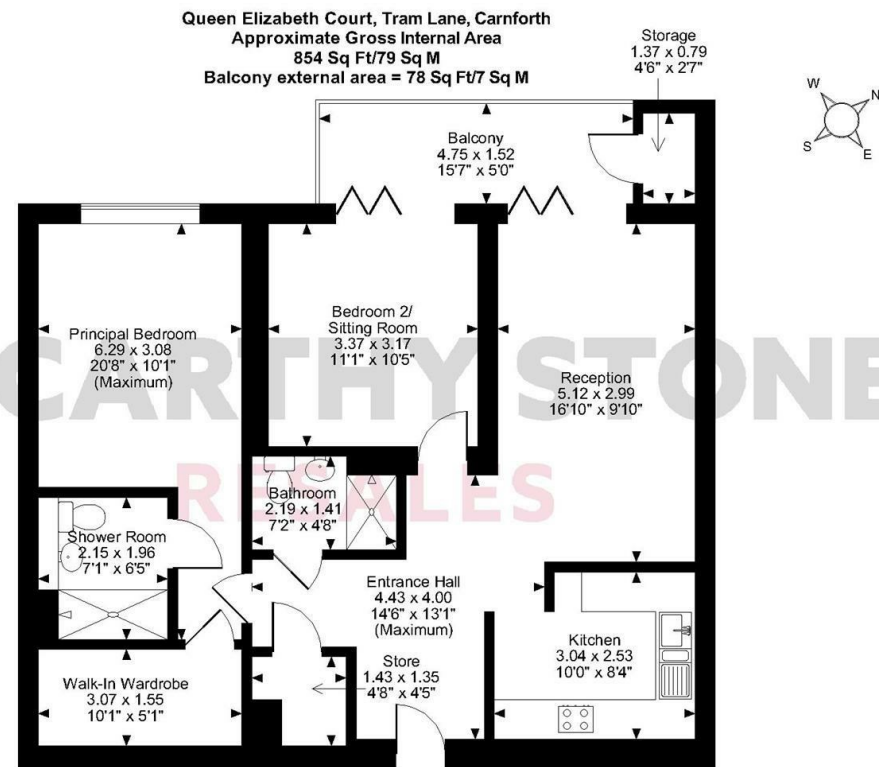 Queen Elizabeth Court, Tram Lane, Carnforth
Approximate Gross Internal Area
854 Sq Ft/79 Sq M
Balcony external area = 78 Sq Ft/7 Sq M
Storage
1.37 x 0.79
4'6" x 2'7"
W
N
S
E
Balcony
4.75 x 1.52
15'7" x 5'0"
Principal Bedroom
6.29 x 3.08
20'8" x 10'1"
(Maximum)
Bedroom 2/
Sitting Room
3.37 x 3.17
11'1" x 10'5"
Reception
5.12 x 2.99
16'10" x 9'10"
CARTHY STONE
RESALES
Shower Room
2.15 x 1.96
7'1" x 6'5"
Bathroom
2.19 x 1.41
7'2" x 4'8"
Entrance Hall
4.43 x 4.00
14'6" x 13'1"
(Maximum)
Kitchen
3.04 x 2.53
10'0" x 8'4"
Walk-In Wardrobe
3.07 x 1.55
10'1" x 5'1"
Store
1.43 x 1.35
4'8" x 4'5"